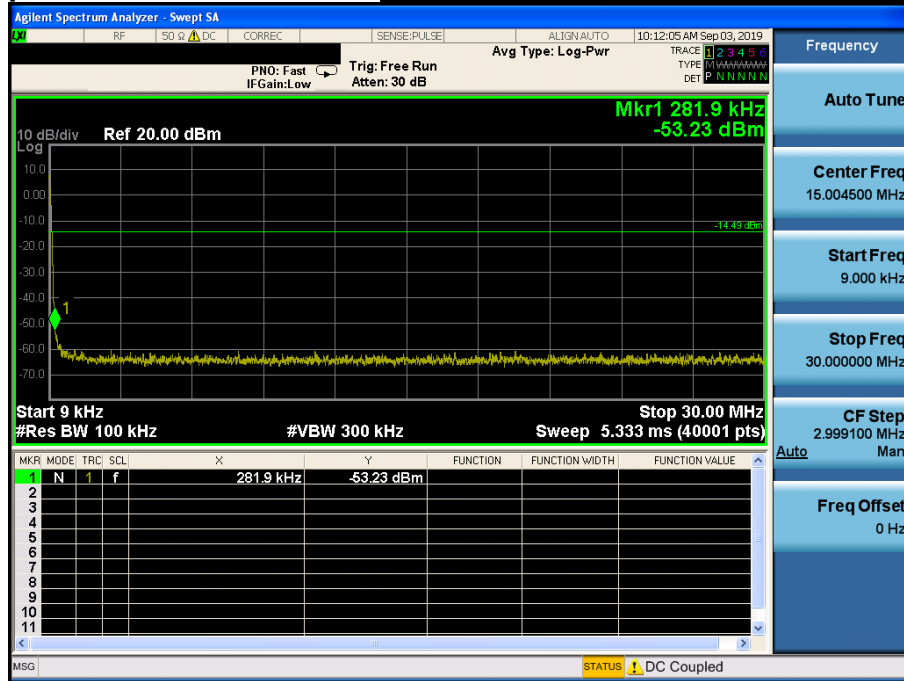 Agilent Spectrum Analyzer - Swept SA
LXI RF 50 Ω DC CORREC SENSE:PULSE ALIGN AUTO 10:12:05 AM Sep 03, 2019
Frequency
Avg Type: Log-Pwr TRACE 1 2 3 4 5 6
PNO: Fast Trig: Free Run TYPE M WWWWW
IFGain:Low Atten: 30 dB DET P N N N N N
Auto Tune
Mkr1 281.9 kHz
10 dB/div Ref 20.00 dBm -53.23 dBm
Log
10.0
0.00
-10.0
-14.49 dBm
-20.0
-30.0
-40.0
1
-50.0
-60.0
-70.0
Center Freq
15.004500 MHz
Start Freq
9.000 kHz
Stop Freq
30.000000 MHz
Start 9 kHz Stop 30.00 MHz
#Res BW 100 kHz #VBW 300 kHz Sweep 5.333 ms (40001 pts)
CF Step
2.999100 MHz
Auto Man
MKR MODE TRC SCL X Y FUNCTION FUNCTION WIDTH FUNCTION VALUE
1 N 1 f 281.9 kHz -53.23 dBm
2
3
4
5
6
7
8
9
10
11
Freq Offset
0 Hz
MSG STATUS DC Coupled